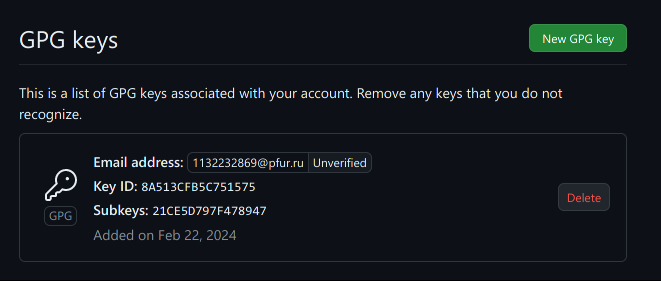 GPG keys
New GPG key
This is a list of GPG keys associated with your account. Remove any keys that you do not
recognize.
Email address: 1132232869@pfur.ru Unverified
Key ID: 8A513CFB5C751575
Subkeys: 21CE5D797F478947
GPG
Added on Feb 22, 2024
Delete